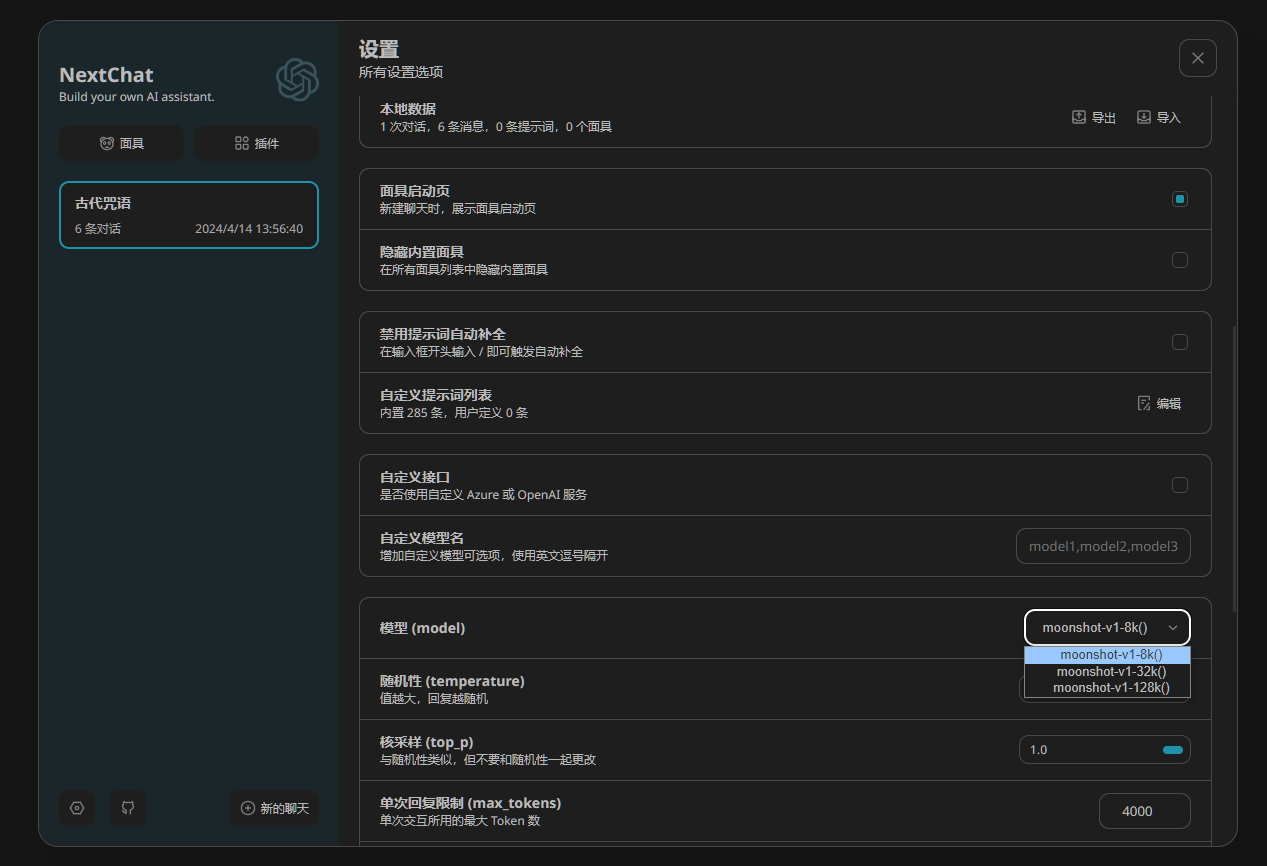 NextChat
Build your own AI assistant.
面具
插件
古代咒语
6 条对话
2024/4/14 13:56:40
新的聊天
设置
所有设置选项
本地数据
1 次对话，6 条消息，0 条提示词，0 个面具
导出
导入
面具启动页
新建聊天时，展示面具启动页
隐藏内置面具
在所有面具列表中隐藏内置面具
禁用提示词自动补全
在输入框开头输入 / 即可触发自动补全
自定义提示词列表
内置 285 条，用户定义 0 条
编辑
自定义接口
是否使用自定义 Azure 或 OpenAI 服务
自定义模型名
增加自定义模型可选项，使用英文逗号隔开
model1,model2,model3
模型 (model)
moonshot-v1-8k()
moonshot-v1-8k()
moonshot-v1-32k()
moonshot-v1-128k()
随机性 (temperature)
值越大，回复越随机
核采样 (top_p)
与随机性类似，但不要和随机性一起更改
1.0
单次回复限制 (max_tokens)
单次交互所用的最大 Token 数
4000